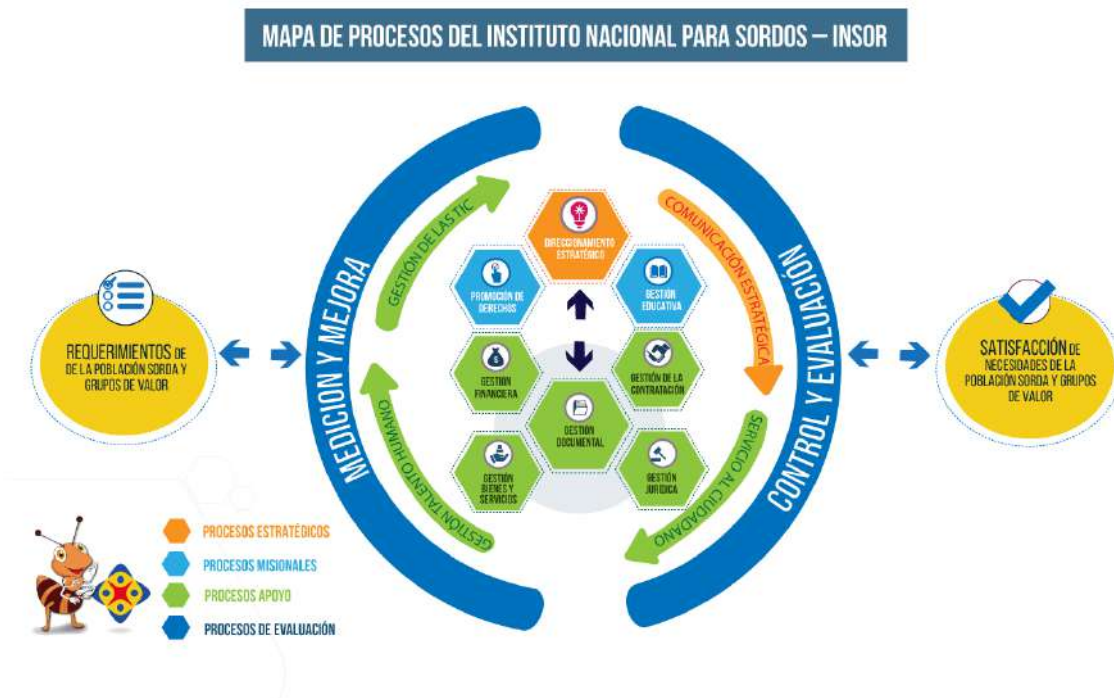 MAPA DE PROCESOS DEL INSTITUTO NACIONAL PARA SORDOS – INSOR
REQUERIMIENTOS DE
DE LA POBLACIÓN SORDA Y
GRUPOS DE VALOR
MEDICION Y MEJORA
GESTIÓN DE LAS TIC
GESTIÓN TALENTO HUMANO
DIRECCIONAMIENTO
ESTRATÉGICO
PROMOCIÓN DE
DERECHOS
GESTIÓN
EDUCATIVA
GESTIÓN
FINANCIERA
GESTIÓN DE LA
CONTRATACIÓN
GESTIÓN
DOCUMENTAL
GESTIÓN
BIENES Y
SERVICIOS
GESTIÓN
JURIDICA
COMUNICACIÓN ESTRATÉGICA
SERVICIO AL CIUDADANO
CONTROL Y EVALUACIÓN
SATISFACCIÓN DE
NECESIDADES DE LA
POBLACIÓN SORDA Y GRUPOS
DE VALOR
PROCESOS ESTRATÉGICOS
PROCESOS MISIONALES
PROCESOS APOYO
PROCESOS DE EVALUACIÓN